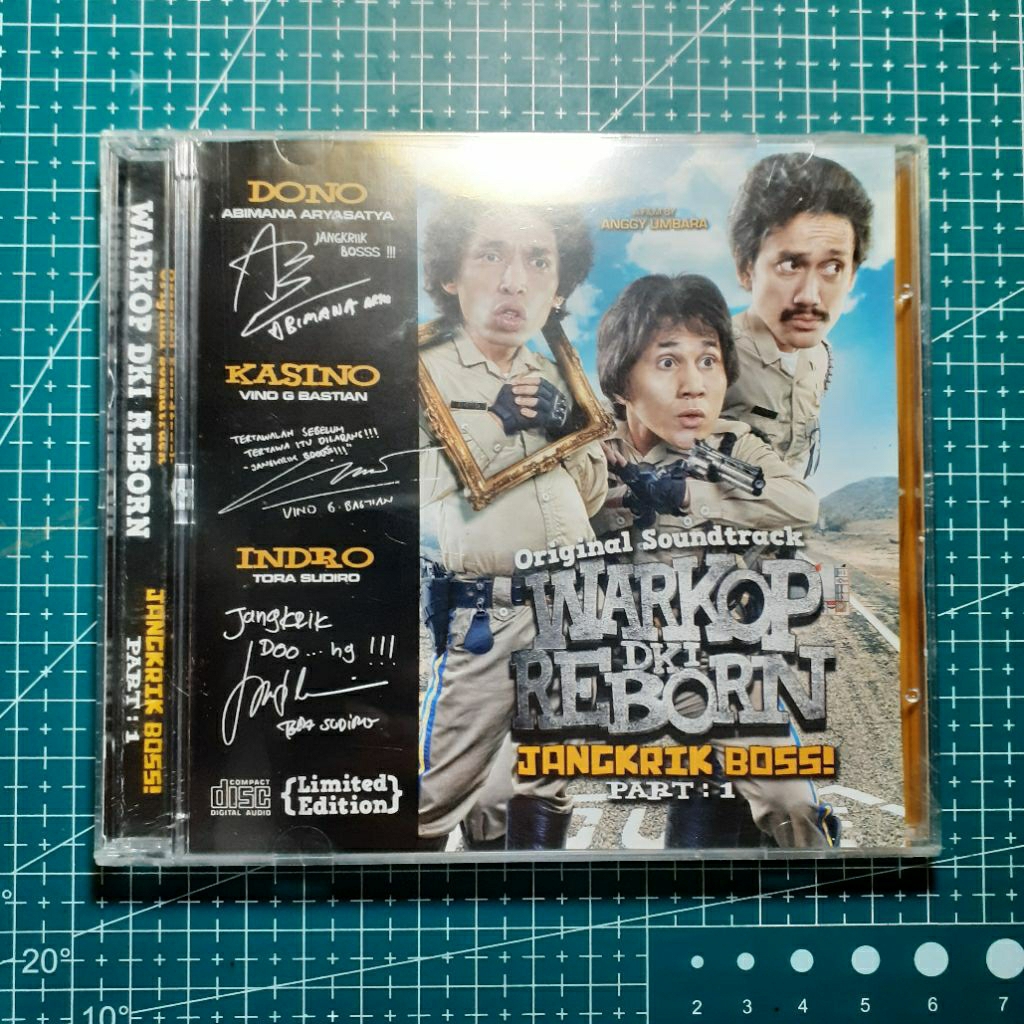 WARKOP DKI REBORN
JANGKRIK BOSS!
PART : 1
DONO
ABIMANA ARYASATYA
JANGKRIIK
BOSSS !!!
ABIMANA ARYA
KASINO
VINO G BASTIAN
TERTAWALAH SEBELUM
TERTAWA ITU DILARANG!!!
"JANGKRIK BOOSS!!!"
VINO G. BASTIAN
INDRO
TORA SUDIRO
Jangkrik
Doo...ng !!!
TORA SUDIRO
COMPACT
disc
DIGITAL AUDIO
{Limited
Edition}
A FILM BY
ANGGY UMBARA
Original Soundtrack
WARKOP
DKI
REBORN
JANGKRIK BOSS!
PART : 1
20°
10°
2 3 4 5 6 7